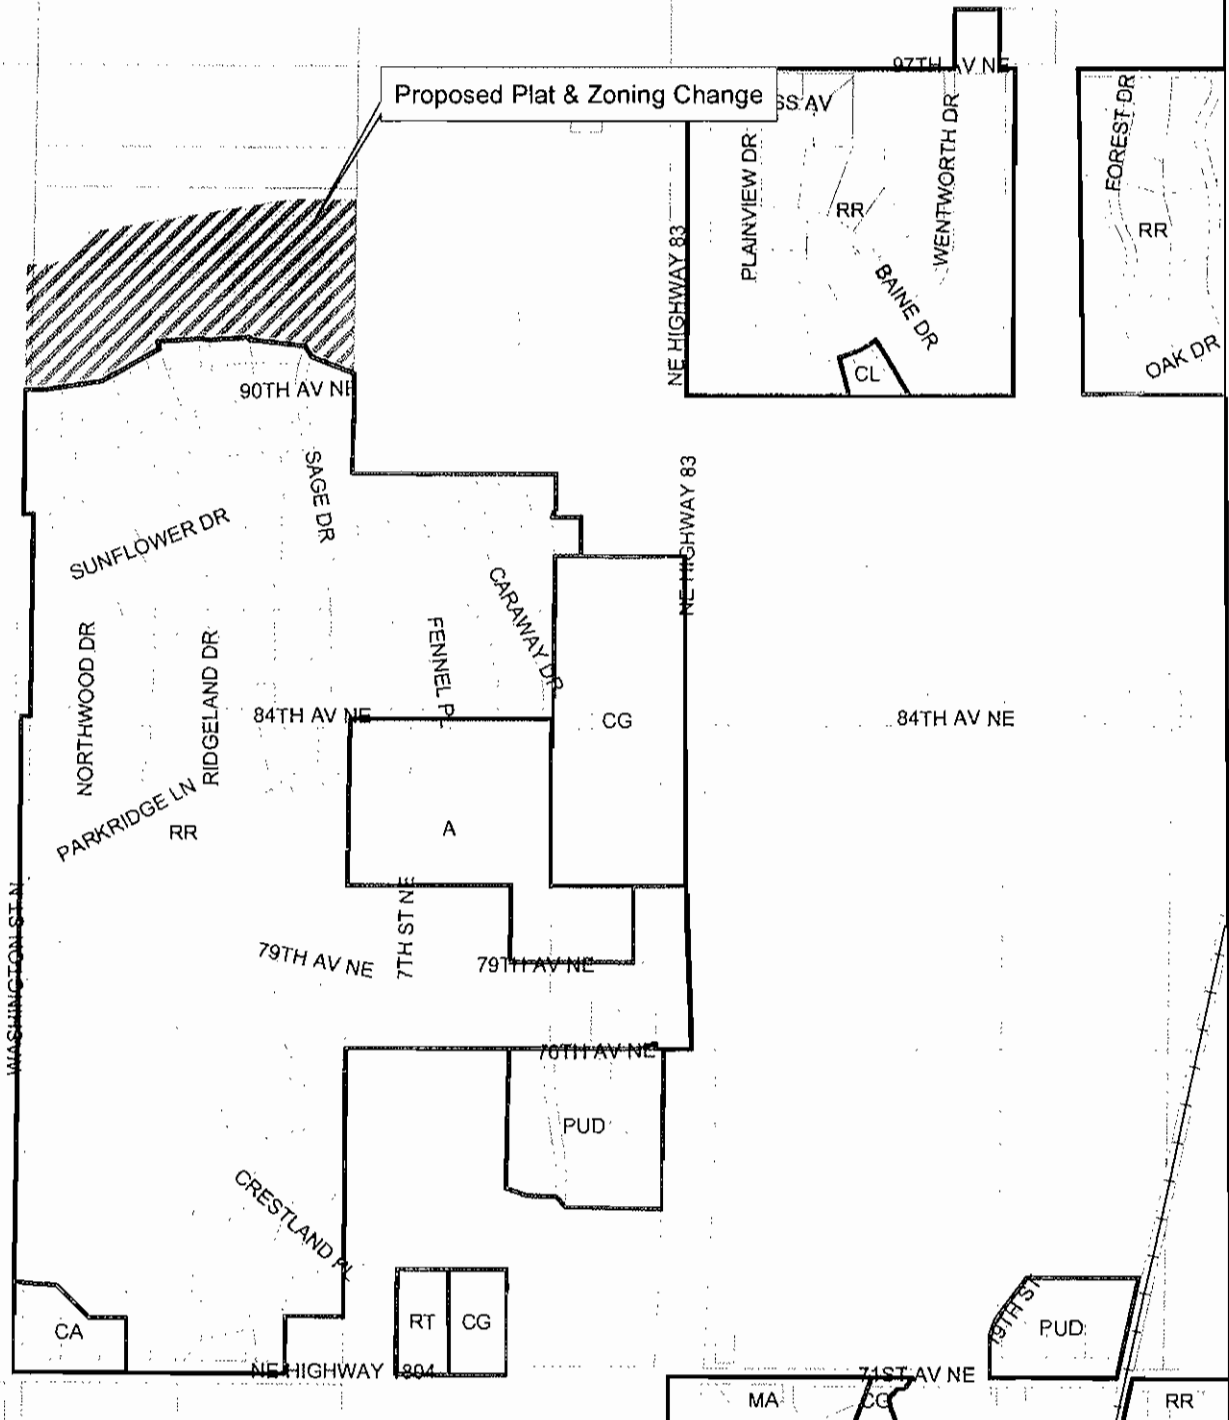 97TH AV NE
Proposed Plat & Zoning Change
SS AV
FOREST DR
WENTWORTH DR
PLAINVIEW DR
RR
RR
NE HIGHWAY 83
BAINE DR
OAK DR
CL
90TH AV NE
SAGE DR
SUNFLOWER DR
NE HIGHWAY 83
CARAWAY DR
FENNEL PL
NORTHWOOD DR
RIDGELAND DR
84TH AV NE
CG
84TH AV NE
PARKRIDGE LN
RR
A
WASHINGTON ST N
7TH ST NE
79TH AV NE
79TH AV NE
76TH AV NE
PUD
CRESTLAND PL
CA
RT
CG
19TH ST
PUD
NE HIGHWAY 1804
71ST AV NE
MA
CG
RR